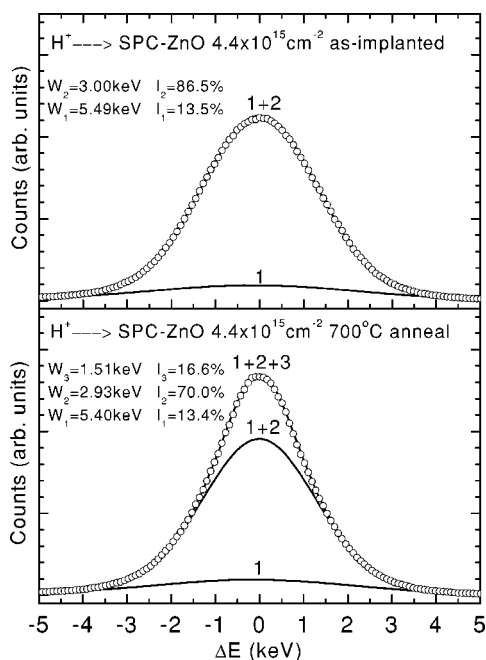 H⁺---> SPC-ZnO 4.4x10¹⁵cm⁻² as-implanted
W₂=3.00keV I₂=86.5%
W₁=5.49keV I₁=13.5%
1+2
1
Counts (arb. units)
H⁺---> SPC-ZnO 4.4x10¹⁵cm⁻² 700°C anneal
W₃=1.51keV I₃=16.6%
W₂=2.93keV I₂=70.0%
W₁=5.40keV I₁=13.4%
1+2+3
1+2
1
Counts (arb. units)
-5 -4 -3 -2 -1 0 1 2 3 4 5
ΔE (keV)